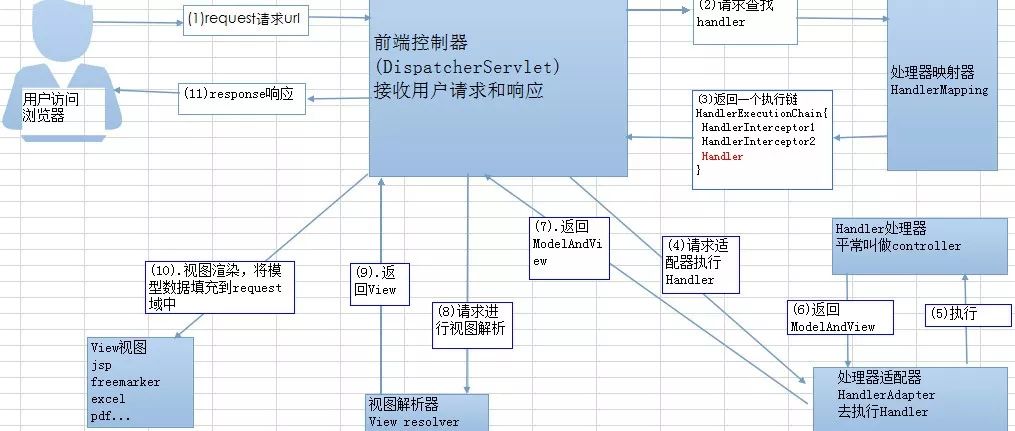 (1)request请求url
(2)请求查找
handler
前端控制器
(DispatcherServlet)
接收用户请求和响应
处理器映射器
HandlerMapping
用户访问
浏览器
(11)response响应
(3)返回一个执行链
HandlerExecutionChain{
HandlerInterceptor1
HandlerInterceptor2
Handler
}
(7).返回
ModelAndVi
ew
(4)请求适
配器执行
Handler
Handler处理器
平常叫做controller
(10).视图渲染，将模
型数据填充到request
域中
(9).返
回View
(8)请求进
行视图解析
(6)返回
ModelAndView
(5)执行
View视图
jsp
freemarker
excel
pdf...
视图解析器
View resolver
处理器适配器
HandlerAdapter
去执行Handler